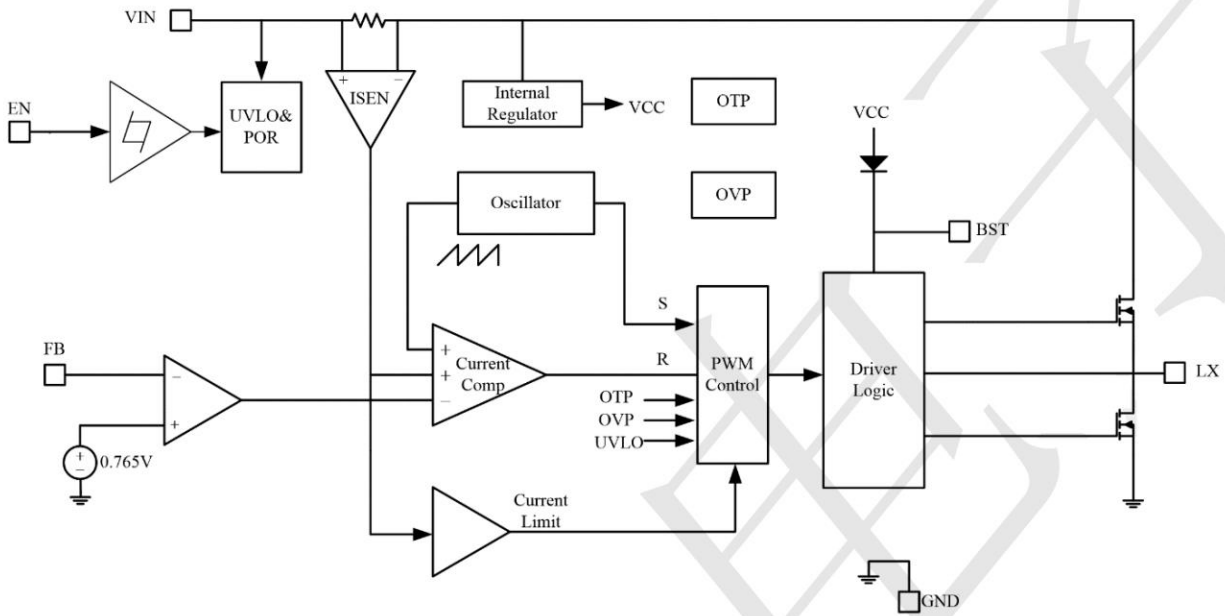 VIN
+ −
ISEN
EN
UVLO&
POR
Internal
Regulator
VCC
OTP
VCC
Oscillator
OVP
BST
S
FB
−
+
+
+
−
Current
Comp
R
PWM
Control
Driver
Logic
LX
OTP
OVP
UVLO
+
−
0.765V
Current
Limit
GND